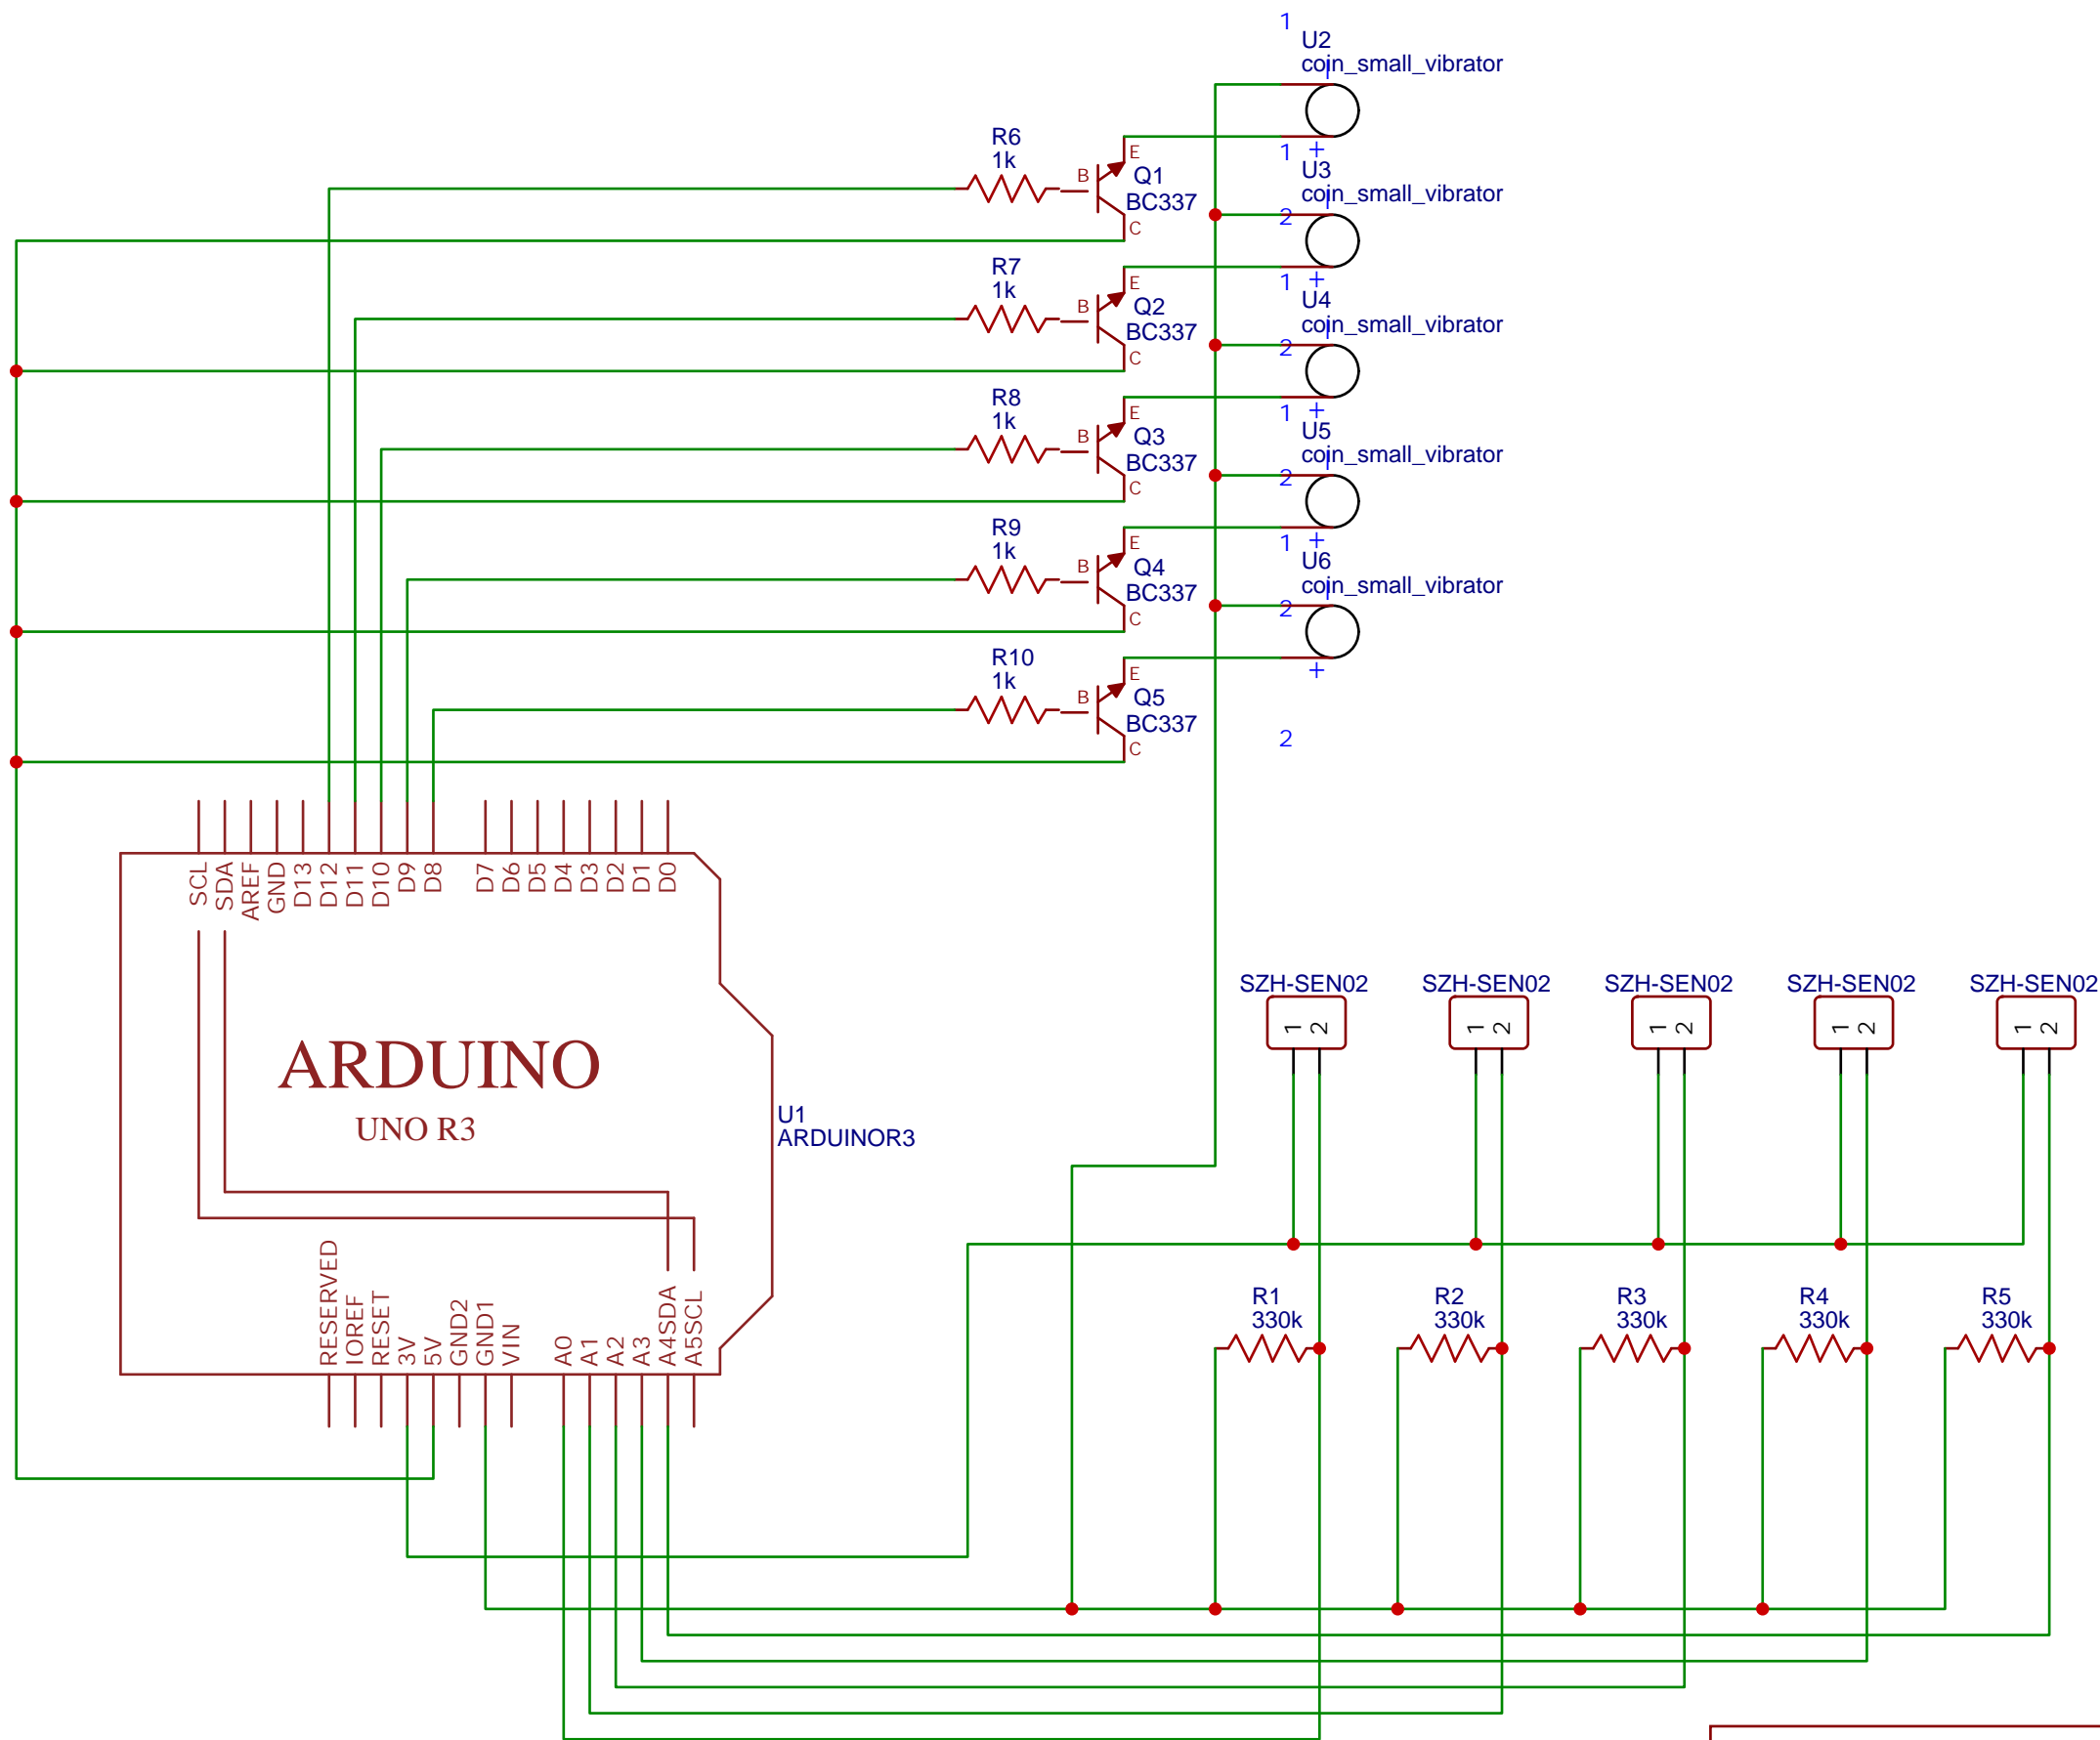 1
U2
coin_small_vibrator
R6
1k
E
B
Q1
BC337
C
1 +
U3
coin_small_vibrator
2
R7
1k
E
B
Q2
BC337
C
1 +
U4
coin_small_vibrator
2
R8
1k
E
B
Q3
BC337
C
1 +
U5
coin_small_vibrator
2
R9
1k
E
B
Q4
BC337
C
1 +
U6
coin_small_vibrator
2
R10
1k
E
B
Q5
BC337
C
+
2
SCL
SDA
AREF
GND
D13
D12
D11
D10
D9
D8
D7
D6
D5
D4
D3
D2
D1
D0
ARDUINO
UNO R3
U1
ARDUINOR3
RESERVED
IOREF
RESET
3V
5V
GND2
GND1
VIN
A0
A1
A2
A3
A4SDA
A5SCL
SZH-SEN02
1
2
SZH-SEN02
1
2
SZH-SEN02
1
2
SZH-SEN02
1
2
SZH-SEN02
1
2
R1
330k
R2
330k
R3
330k
R4
330k
R5
330k